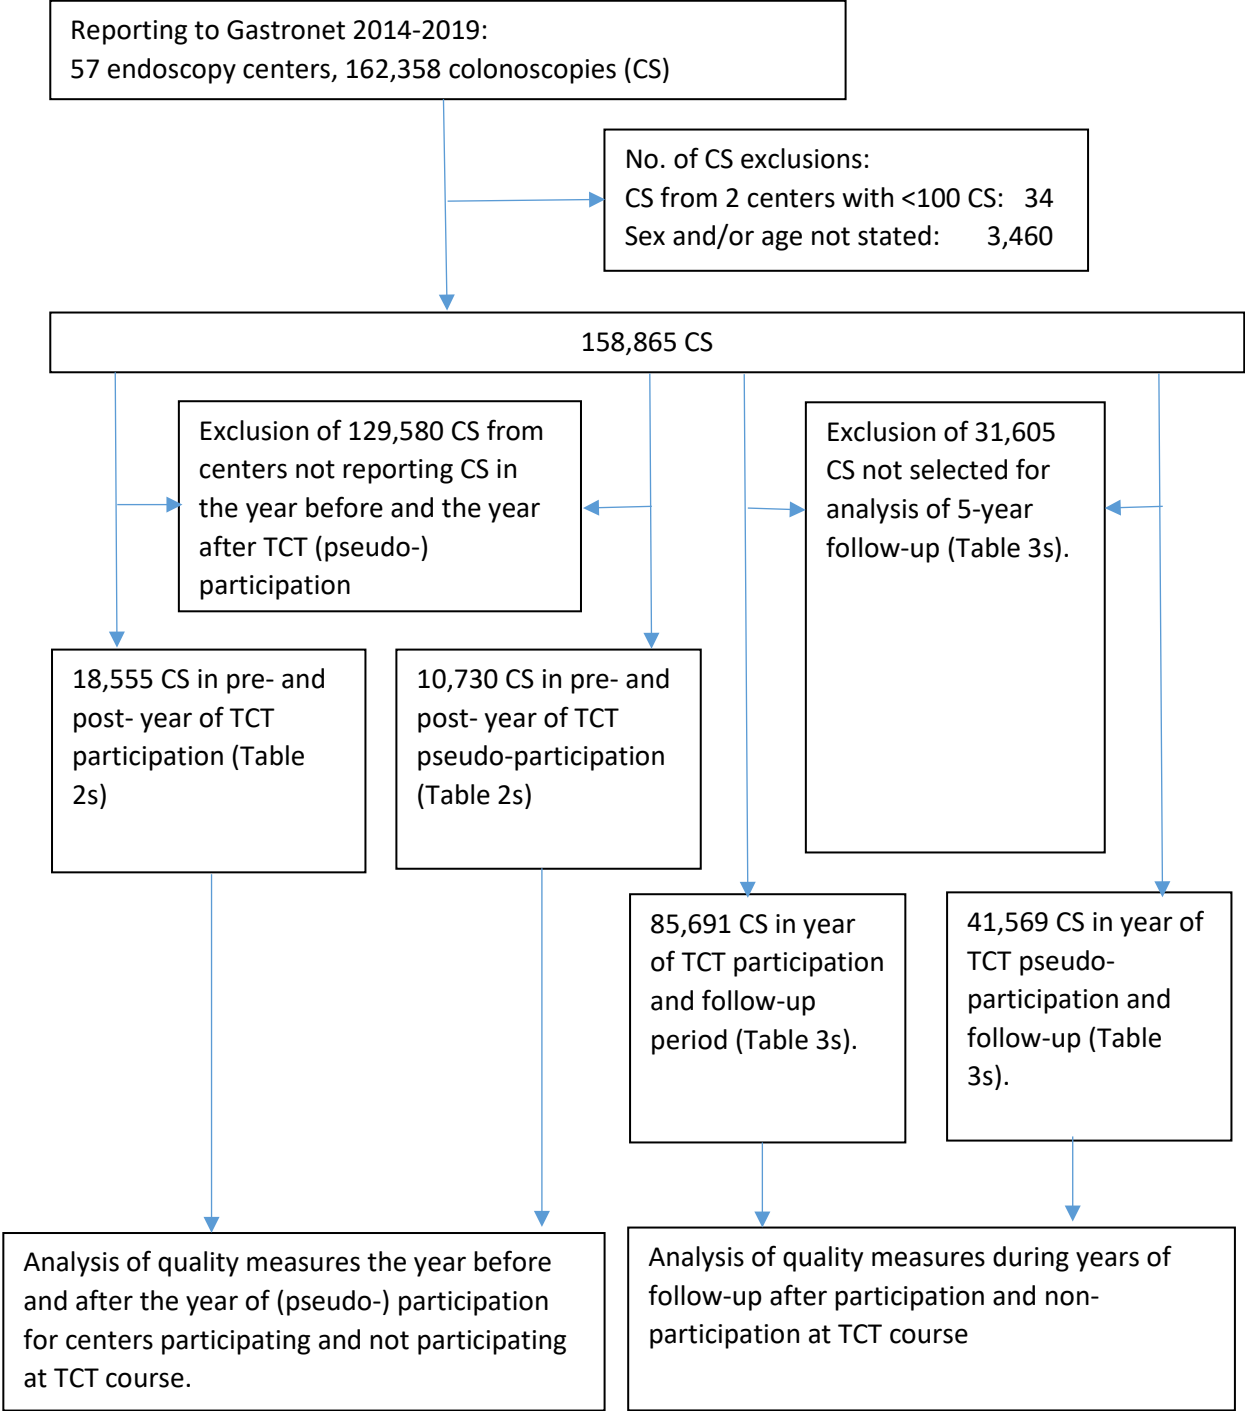 Reporting to Gastronet 2014-2019:
57 endoscopy centers, 162,358 colonoscopies (CS)
No. of CS exclusions:
CS from 2 centers with <100 CS: 34
Sex and/or age not stated: 3,460
158,865 CS
Exclusion of 129,580 CS from
centers not reporting CS in
the year before and the year
after TCT (pseudo-)
participation
Exclusion of 31,605
CS not selected for
analysis of 5-year
follow-up (Table 3s).
18,555 CS in pre- and
post- year of TCT
participation (Table
2s)
10,730 CS in pre- and
post- year of TCT
pseudo-participation
(Table 2s)
85,691 CS in year
of TCT participation
and follow-up
period (Table 3s).
41,569 CS in year of
TCT pseudo-
participation and
follow-up (Table
3s).
Analysis of quality measures the year before
and after the year of (pseudo-) participation
for centers participating and not participating
at TCT course.
Analysis of quality measures during years of
follow-up after participation and non-
participation at TCT course